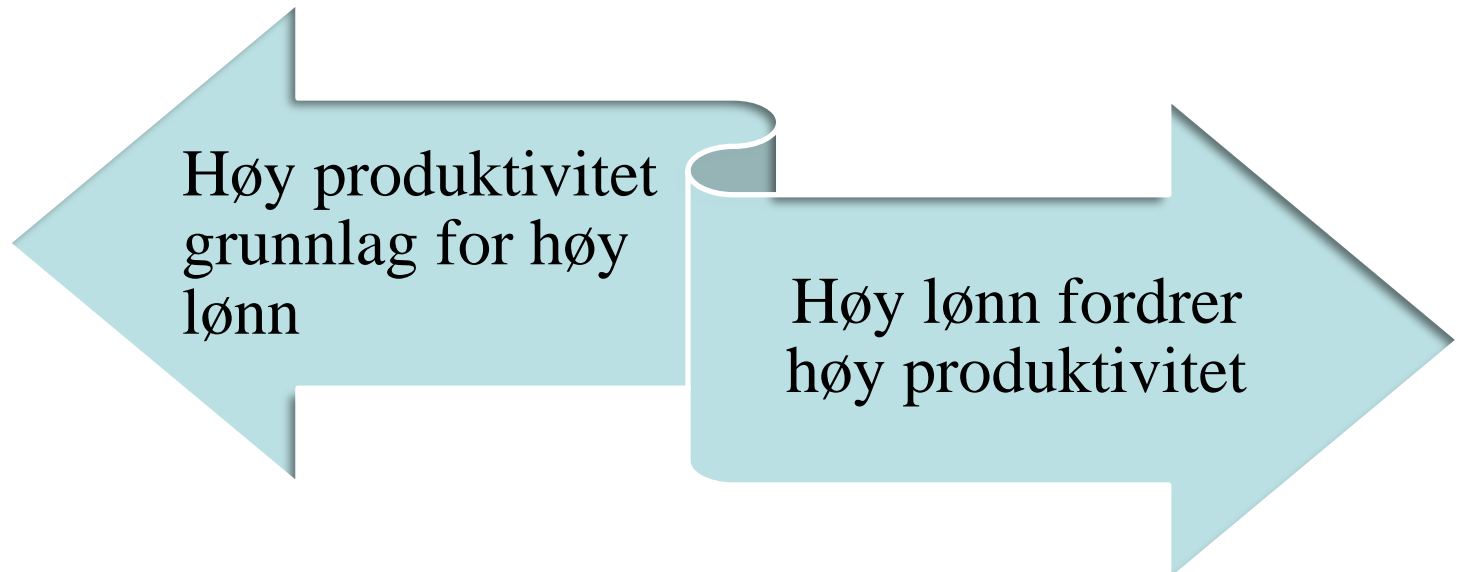 Høy produktivitet
grunnlag for høy
lønn
Høy lønn fordrer
høy produktivitet